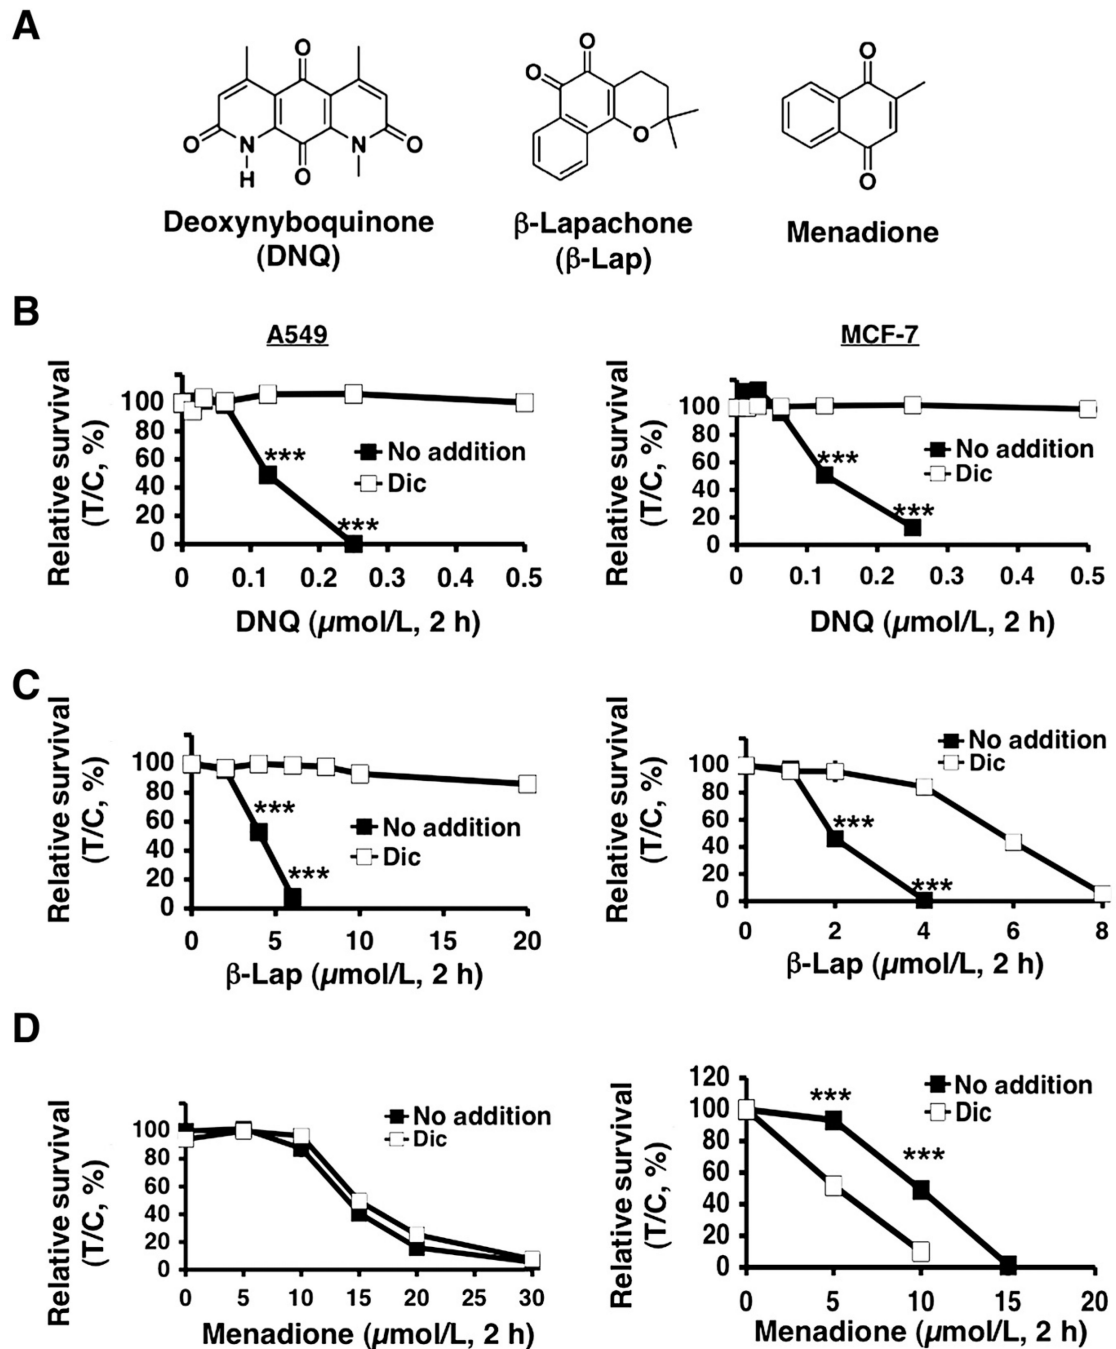 A
O
O
O
N
N
O
H
O
Deoxynyboquinone
(DNQ)
O
O
O
β-Lapachone
(β-Lap)
O
O
Menadione
B
A549
Relative survival
(T/C, %)
100
80
60
40
20
0
***
***
No addition
Dic
0 0.1 0.2 0.3 0.4 0.5
DNQ (µmol/L, 2 h)
MCF-7
Relative survival
(T/C, %)
100
80
60
40
20
0
***
***
No addition
Dic
0 0.1 0.2 0.3 0.4 0.5
DNQ (µmol/L, 2 h)
C
Relative survival
(T/C, %)
100
80
60
40
20
0
***
***
No addition
Dic
0 5 10 15 20
β-Lap (µmol/L, 2 h)
Relative survival
(T/C, %)
100
80
60
40
20
0
***
***
No addition
Dic
0 2 4 6 8
β-Lap (µmol/L, 2 h)
D
Relative survival
(T/C, %)
100
80
60
40
20
0
No addition
Dic
0 5 10 15 20 25 30
Menadione (µmol/L, 2 h)
Relative survival
(T/C, %)
120
100
80
60
40
20
0
***
***
No addition
Dic
0 5 10 15 20
Menadione (µmol/L, 2 h)